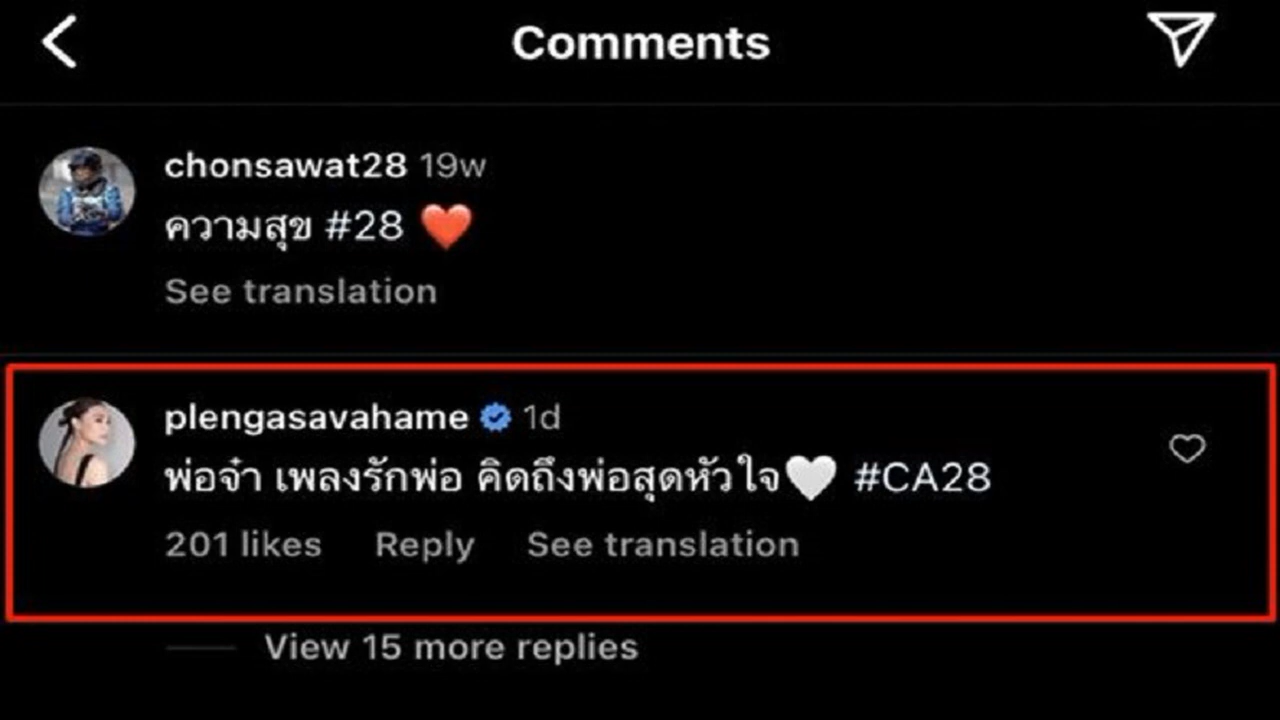 Comments
chonsawat28 19w
ความสุข #28 ❤️
See translation
plengasavahame 1d
พ่อจ๋า เพลงรักพ่อ คิดถึงพ่อสุดหัวใจ🤍 #CA28
201 likes Reply See translation
View 15 more replies